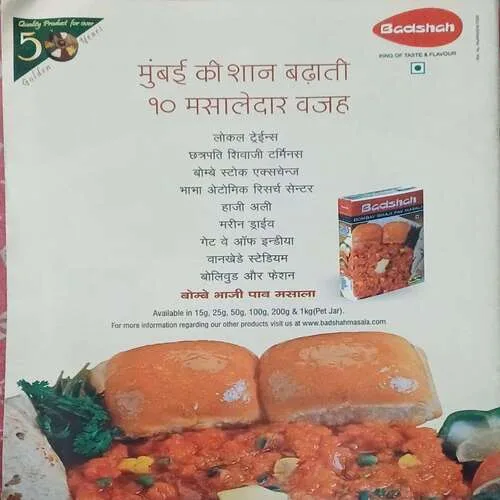 Quality Product for over
50
Golden Years
Badshah
KING OF TASTE & FLAVOUR
मुंबई की शान बढ़ाती
१० मसालेदार वजह
लोकल ट्रेईन्स
छत्रपति शिवाजी टर्मिनस
बोम्बे स्टोक एक्सचेन्ज
भाभा अेटोमिक रिसर्च सेन्टर
हाजी अली
मरीन ड्राईव
गेट वे ऑफ इन्डीया
वानखेडे स्टेडियम
बोलिवुड और फेशन
बोम्बे भाजी पाव मसाला
Badshah
BOMBAY BHAJI PAV MASALA
Available in 15g, 25g, 50g, 100g, 200g & 1kg(Pet Jar).
For more information regarding our other products visit us at www.badshahmasala.com.